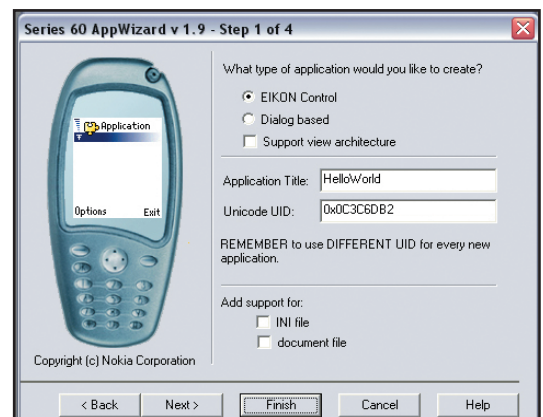 Series 60 AppWizard v 1.9 - Step 1 of 4
Application
Options Exit
Copyright (c) Nokia Corporation
What type of application would you like to create?
EIKON Control
Dialog based
Support view architecture
Application Title: HelloWorld
Unicode UID: 0x0C3C6DB2
REMEMBER to use DIFFERENT UID for every new
application.
Add support for:
INI file
document file
< Back Next > Finish Cancel Help